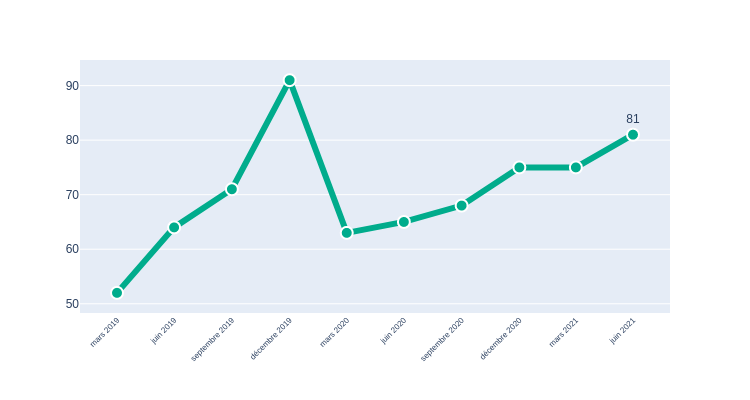 90
80
70
60
50
81
mars 2019
juin 2019
septembre 2019
décembre 2019
mars 2020
juin 2020
septembre 2020
décembre 2020
mars 2021
juin 2021